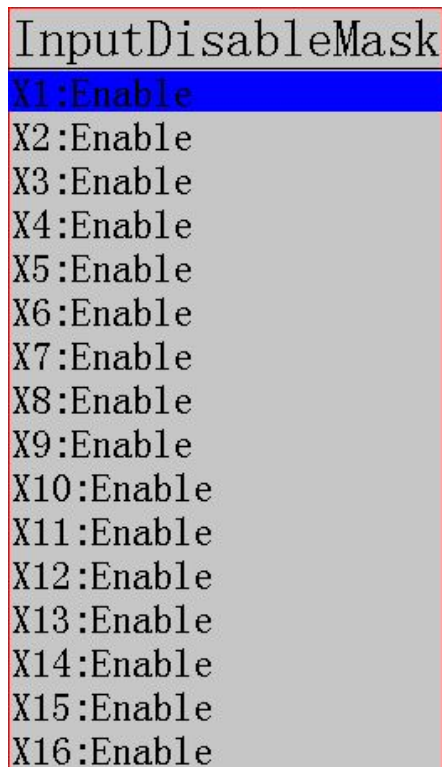 InputDisableMask
X1:Enable
X2:Enable
X3:Enable
X4:Enable
X5:Enable
X6:Enable
X7:Enable
X8:Enable
X9:Enable
X10:Enable
X11:Enable
X12:Enable
X13:Enable
X14:Enable
X15:Enable
X16:Enable